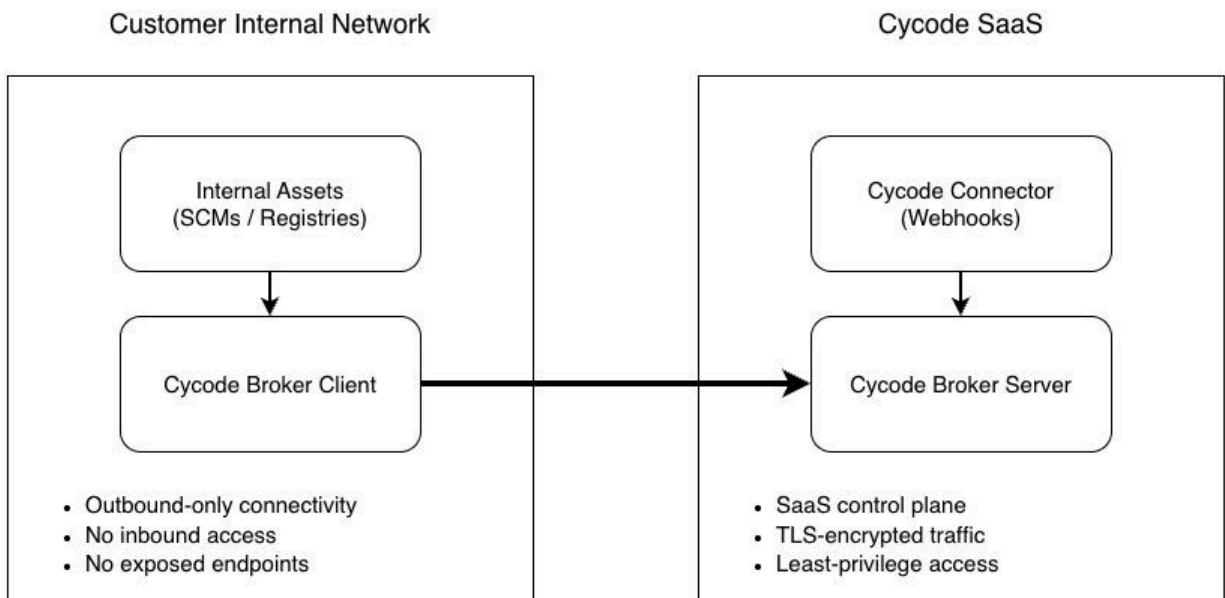 Customer Internal Network
Cycode SaaS
Internal Assets
(SCMs / Registries)
Cycode Connector
(Webhooks)
Cycode Broker Client
Cycode Broker Server
• Outbound-only connectivity
• No inbound access
• No exposed endpoints
• SaaS control plane
• TLS-encrypted traffic
• Least-privilege access